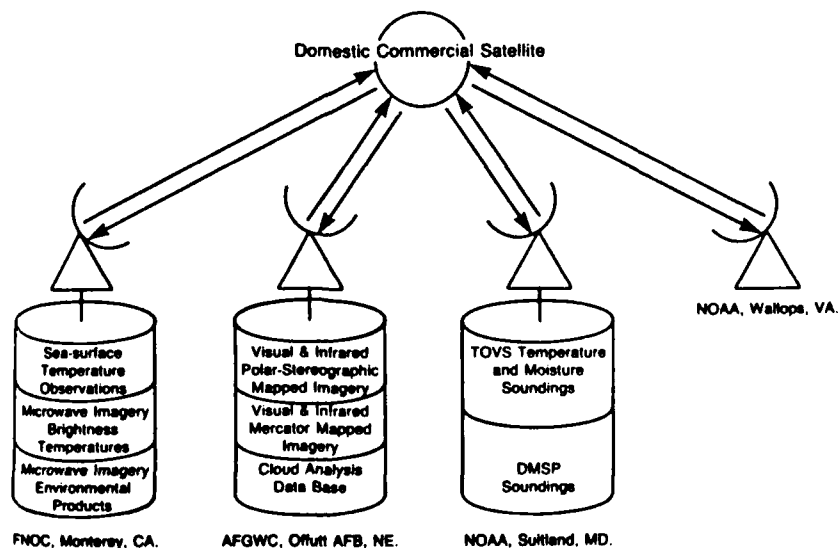 Domestic Commercial Satellite
NOAA, Wallops, VA.
Sea-surface
Temperature
Observations
Microwave Imagery
Brightness
Temperatures
Microwave Imagery
Environmental
Products
FNOC, Monterey, CA.
Visual & Infrared
Polar-Stereographic
Mapped Imagery
Visual & Infrared
Mercator Mapped
Imagery
Cloud Analysis
Data Base
AFGWC, Offutt AFB, NE.
TOVS Temperature
and Moisture
Soundings
DMSP
Soundings
NOAA, Suitland, MD.